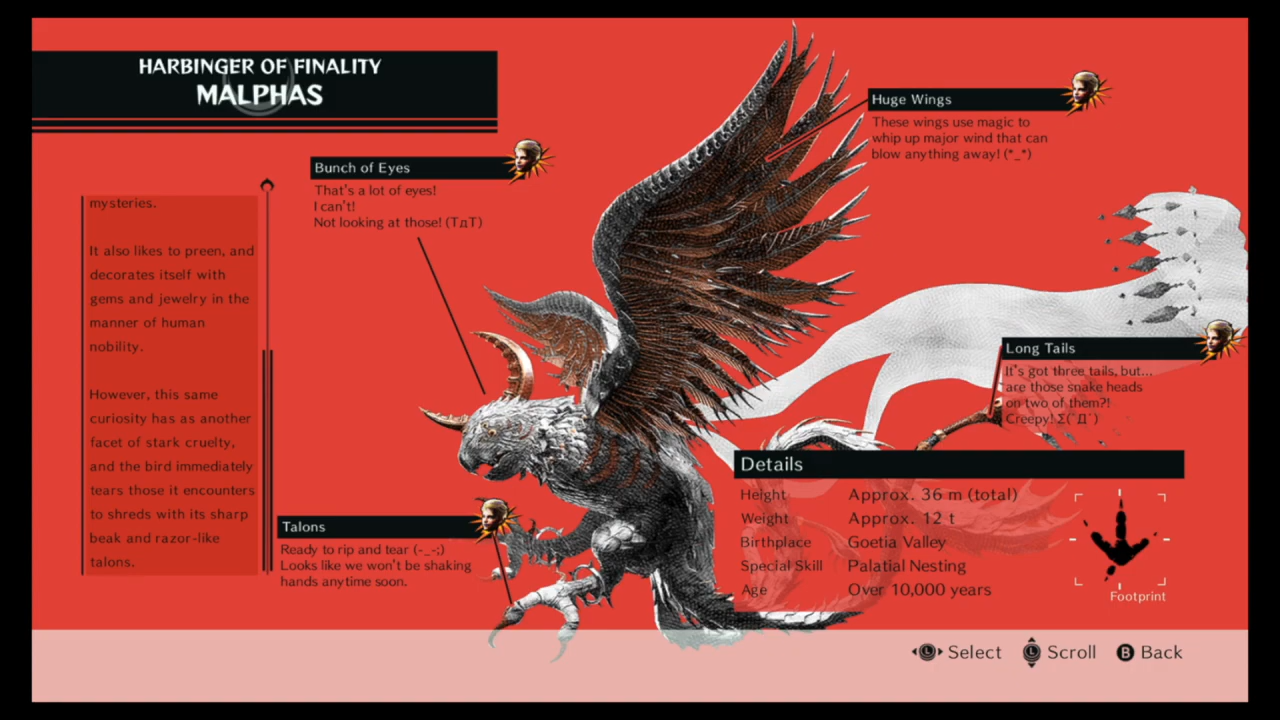 HARBINGER OF FINALITY
MALPHAS
mysteries.
It also likes to preen, and
decorates itself with
gems and jewelry in the
manner of human
nobility.
However, this same
curiosity has as another
facet of stark cruelty,
and the bird immediately
tears those it encounters
to shreds with its sharp
beak and razor-like
talons.
Bunch of Eyes
That's a lot of eyes!
I can't!
Not looking at those! (TдT)
Huge Wings
These wings use magic to
whip up major wind that can
blow anything away! (*_*)
Long Tails
It's got three tails, but...
are those snake heads
on two of them?!
Creepy! Σ(ﾟДﾟ)
Talons
Ready to rip and tear (-_-;)
Looks like we won't be shaking
hands anytime soon.
Details
Height Approx. 36 m (total)
Weight Approx. 12 t
Birthplace Goetia Valley
Special Skill Palatial Nesting
Age Over 10,000 years
Footprint
L Select L Scroll B Back